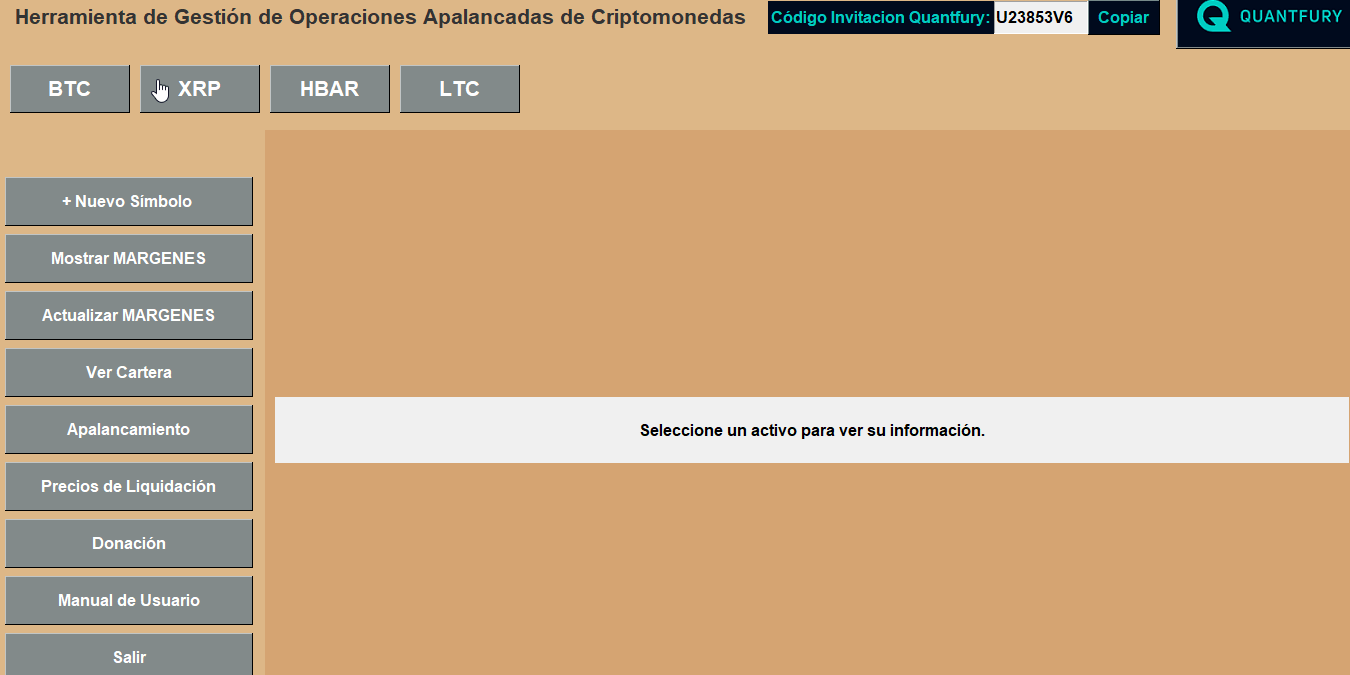 Herramienta de Gestión de Operaciones Apalancadas de Criptomonedas
Código Invitacion Quantfury: U23853V6 Copiar
QUANTFURY
BTC XRP HBAR LTC
+ Nuevo Símbolo
Mostrar MARGENES
Actualizar MARGENES
Ver Cartera
Apalancamiento
Seleccione un activo para ver su información.
Precios de Liquidación
Donación
Manual de Usuario
Salir